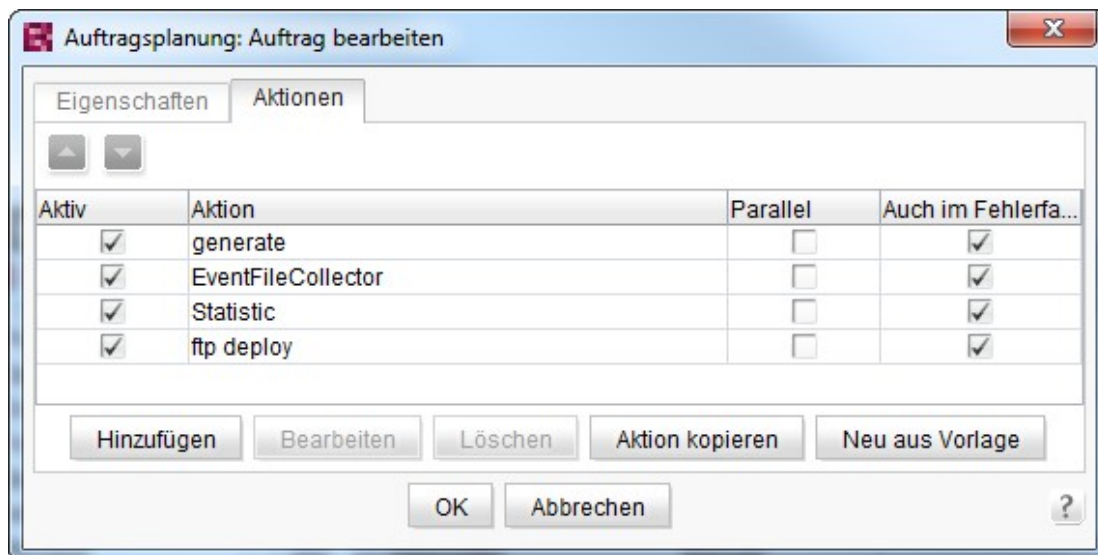 Auftragsplanung: Auftrag bearbeiten
Eigenschaften Aktionen
Aktiv Aktion Parallel Auch im Fehlerfa...
generate
EventFileCollector
Statistic
ftp deploy
Hinzufügen Bearbeiten Löschen Aktion kopieren Neu aus Vorlage
OK Abbrechen ?